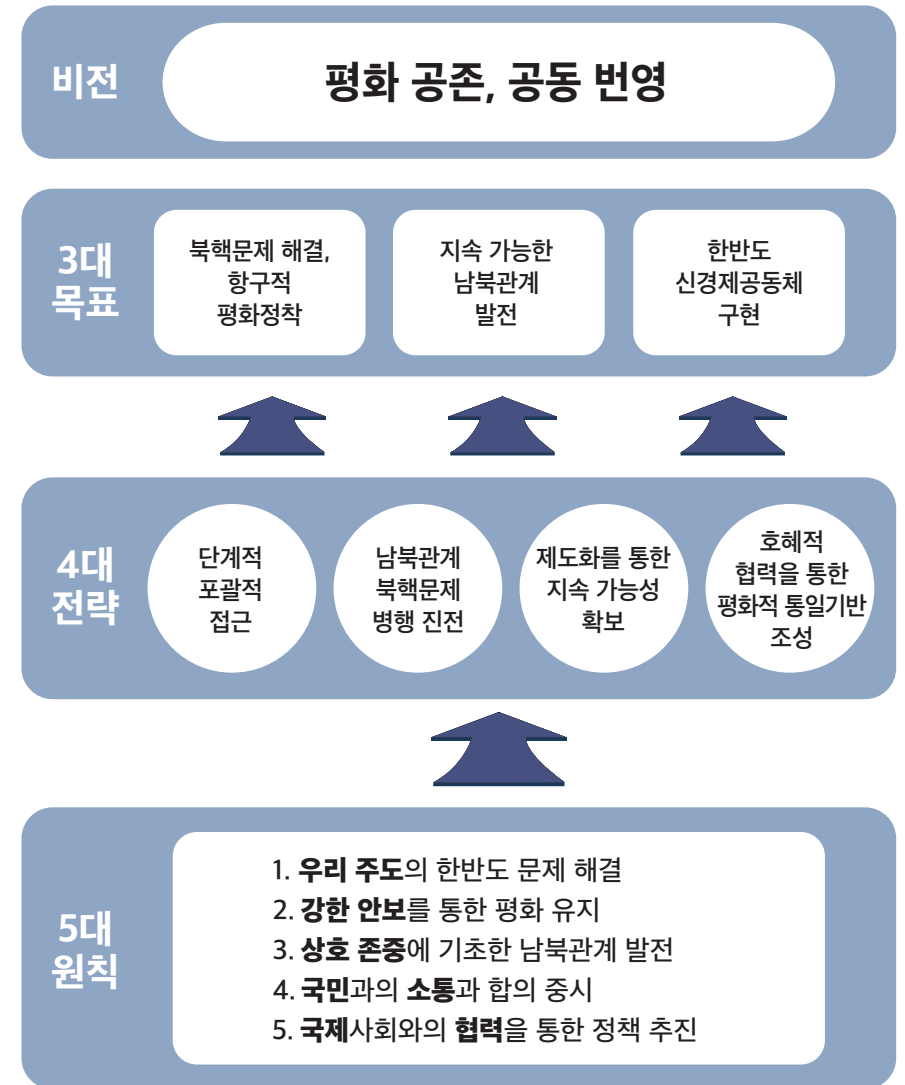 비전
평화 공존, 공동 번영
3대
목표
북핵문제 해결,
항구적
평화정착
지속 가능한
남북관계
발전
한반도
신경제공동체
구현
4대
전략
단계적
포괄적
접근
남북관계
북핵문제
병행 진전
제도화를 통한
지속 가능성
확보
호혜적
협력을 통한
평화적 통일기반
조성
5대
원칙
1. 우리 주도의 한반도 문제 해결
2. 강한 안보를 통한 평화 유지
3. 상호 존중에 기초한 남북관계 발전
4. 국민과의 소통과 합의 중시
5. 국제사회와의 협력을 통한 정책 추진